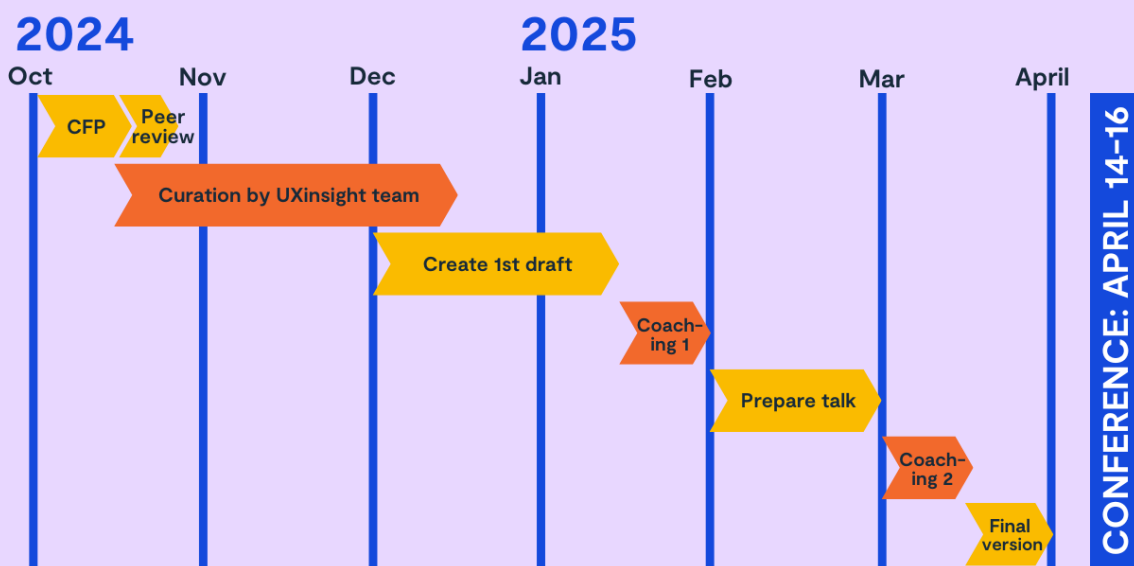 2024
2025
Oct
Nov
Dec
Jan
Feb
Mar
April
CFP
Peer
review
Curation by UXinsight team
Create 1st draft
Coach-
ing 1
Prepare talk
Coach-
ing 2
Final
version
CONFERENCE: APRIL 14-16